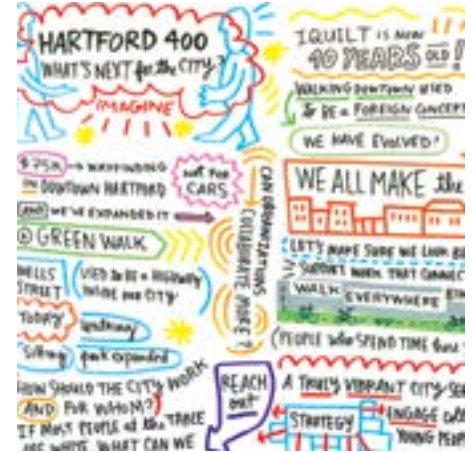 HARTFORD 400
WHAT'S NEXT for the CITY?
IMAGINE
$75K → WAYFINDING
IN DOWNTOWN HARTFORD
NOT FOR
CARS
AND WE'VE EXPANDED IT
GREEN WALK
WELLS
STREET
USED to BE a HIGHWAY
INSIDE our CITY
TODAY
walking
sitting
park expanded
HOW SHOULD THE CITY WORK
AND FOR WHOM?
IF MOST PEOPLE at the TABLE
ARE WHITE, WHAT CAN WE
CAN ORGANIZATIONS
COLLABORATE MORE?
REACH
out
IQUILT is NOW
10 YEARS OLD!
WALKING DOWNTOWN USED
to BE a FOREIGN CONCEPT
WE HAVE EVOLVED!
WE ALL MAKE the
LET'S MAKE SURE WE LOOK
SUPPORT WORK THAT CONNEC
WALK EVERYWHERE
(PEOPLE who SPEND TIME
A TRULY VIBRANT CITY
STRATEGY
ENGAGE
YOUNG PEOP